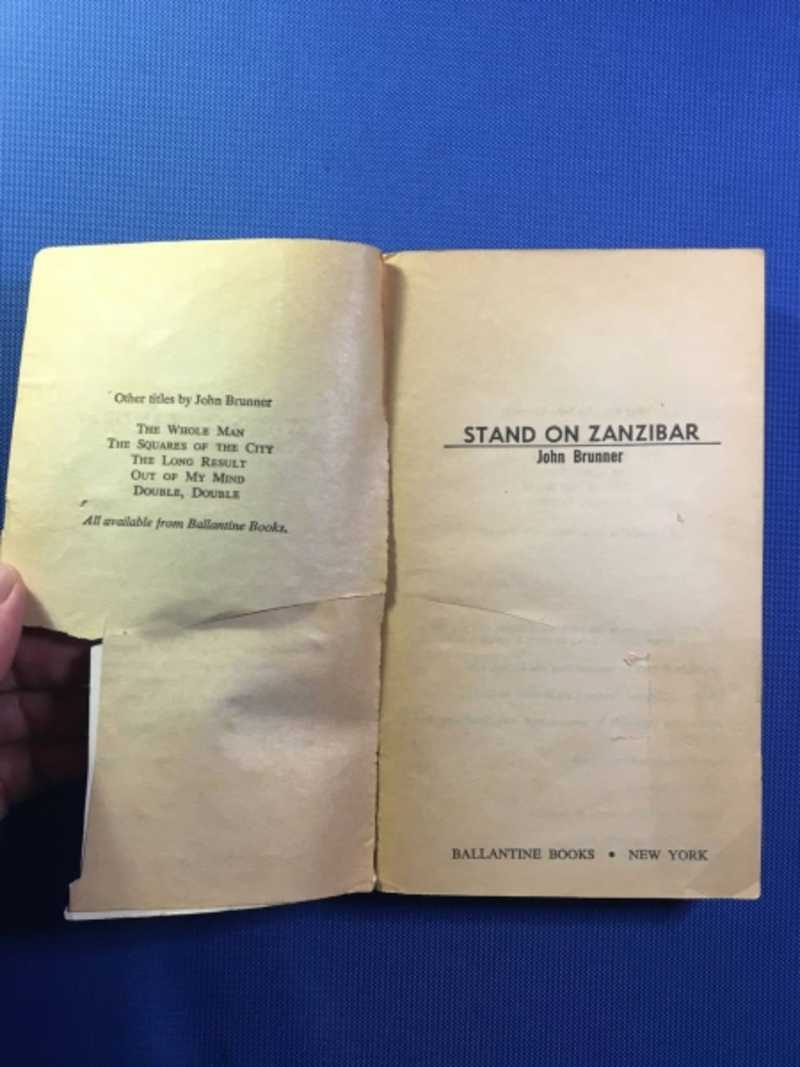 Other titles by John Brunner
THE WHOLE MAN
THE SQUARES OF THE CITY
THE LONG RESULT
OUT OF MY MIND
DOUBLE, DOUBLE
All available from Ballantine Books.
STAND ON ZANZIBAR
John Brunner
BALLANTINE BOOKS • NEW YORK